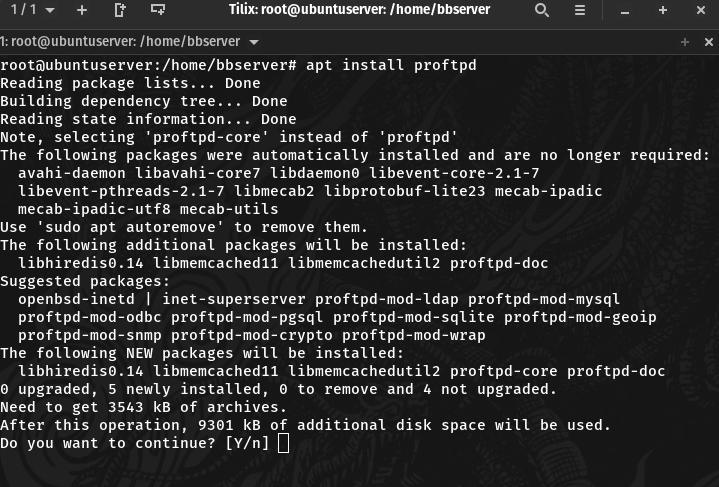 1 / 1
Tilix: root@ubuntuserver: /home/bbserver
1: root@ubuntuserver: /home/bbserver
root@ubuntuserver:/home/bbserver# apt install proftpd
Reading package lists... Done
Building dependency tree... Done
Reading state information... Done
Note, selecting 'proftpd-core' instead of 'proftpd'
The following packages were automatically installed and are no longer required:
avahi-daemon libavahi-core7 libdaemon0 libevent-core-2.1-7
libevent-pthreads-2.1-7 libmecab2 libprotobuf-lite23 mecab-ipadic
mecab-ipadic-utf8 mecab-utils
Use 'sudo apt autoremove' to remove them.
The following additional packages will be installed:
libhiredis0.14 libmemcached11 libmemcachedutil2 proftpd-doc
Suggested packages:
openbsd-inetd | inet-superserver proftpd-mod-ldap proftpd-mod-mysql
proftpd-mod-odbc proftpd-mod-pgsql proftpd-mod-sqlite proftpd-mod-geoip
proftpd-mod-snmp proftpd-mod-crypto proftpd-mod-wrap
The following NEW packages will be installed:
libhiredis0.14 libmemcached11 libmemcachedutil2 proftpd-core proftpd-doc
0 upgraded, 5 newly installed, 0 to remove and 4 not upgraded.
Need to get 3543 kB of archives.
After this operation, 9301 kB of additional disk space will be used.
Do you want to continue? [Y/n]